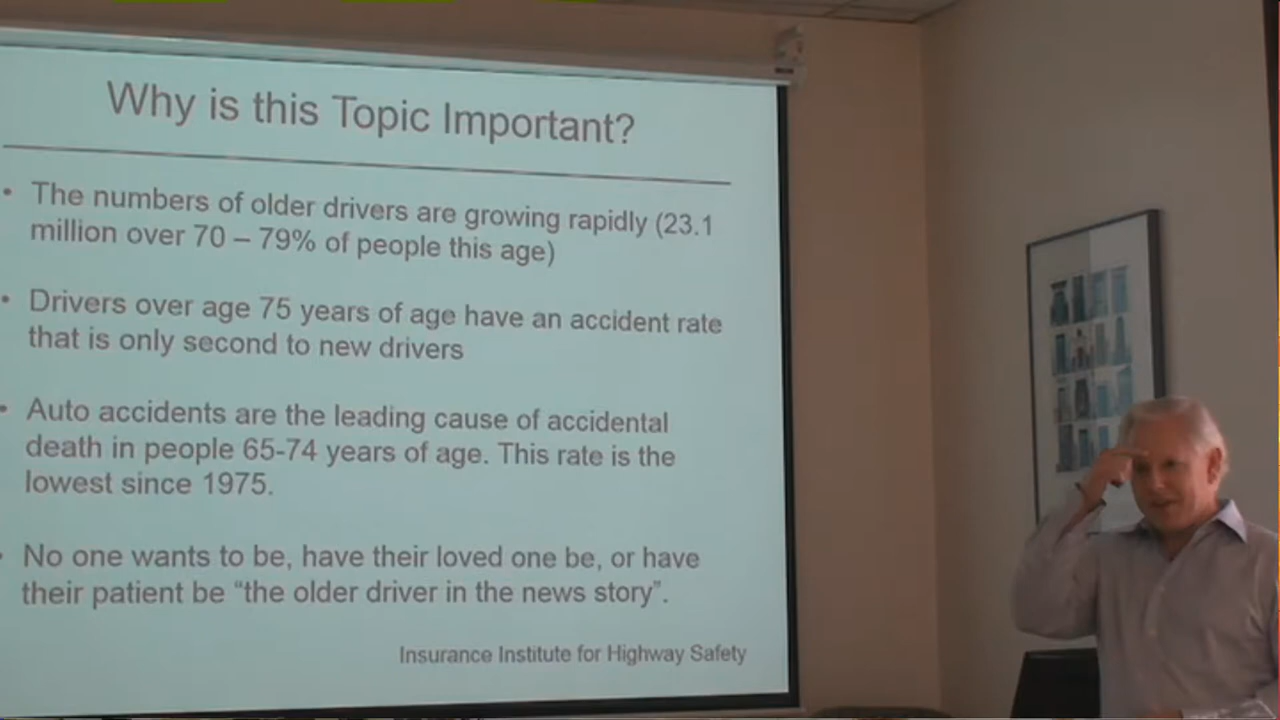 Why is this Topic Important?
• The numbers of older drivers are growing rapidly (23.1
million over 70 – 79% of people this age)
• Drivers over age 75 years of age have an accident rate
that is only second to new drivers
• Auto accidents are the leading cause of accidental
death in people 65-74 years of age. This rate is the
lowest since 1975.
• No one wants to be, have their loved one be, or have
their patient be “the older driver in the news story”.
Insurance Institute for Highway Safety